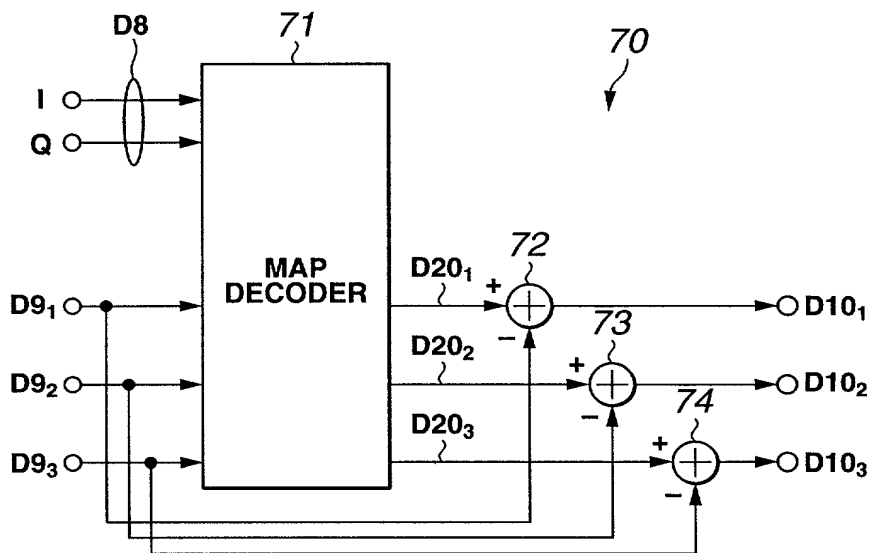 D8
71
70
I
Q
MAP
DECODER
D9₁
D20₁
+
72
−
D10₁
D9₂
D20₂
+
73
−
D10₂
D9₃
D20₃
+
74
−
D10₃